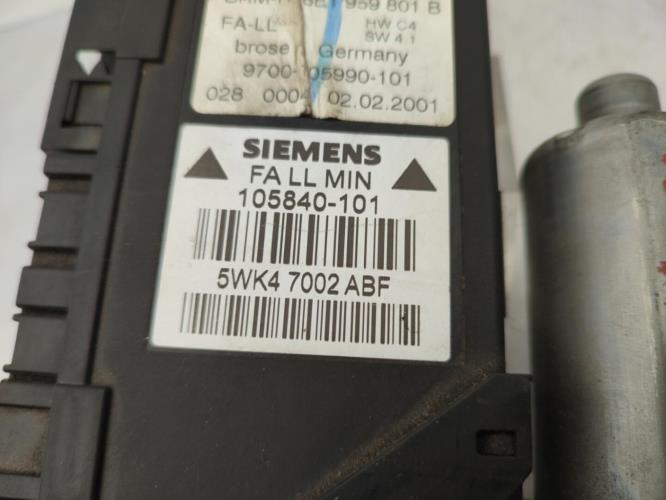 959 801 B
FA-LL HW C4
SW 4.1
brose Germany
9700-105990-101
028 0004 02.02.2001
SIEMENS
FA LL MIN
105840-101
5WK4 7002 ABF